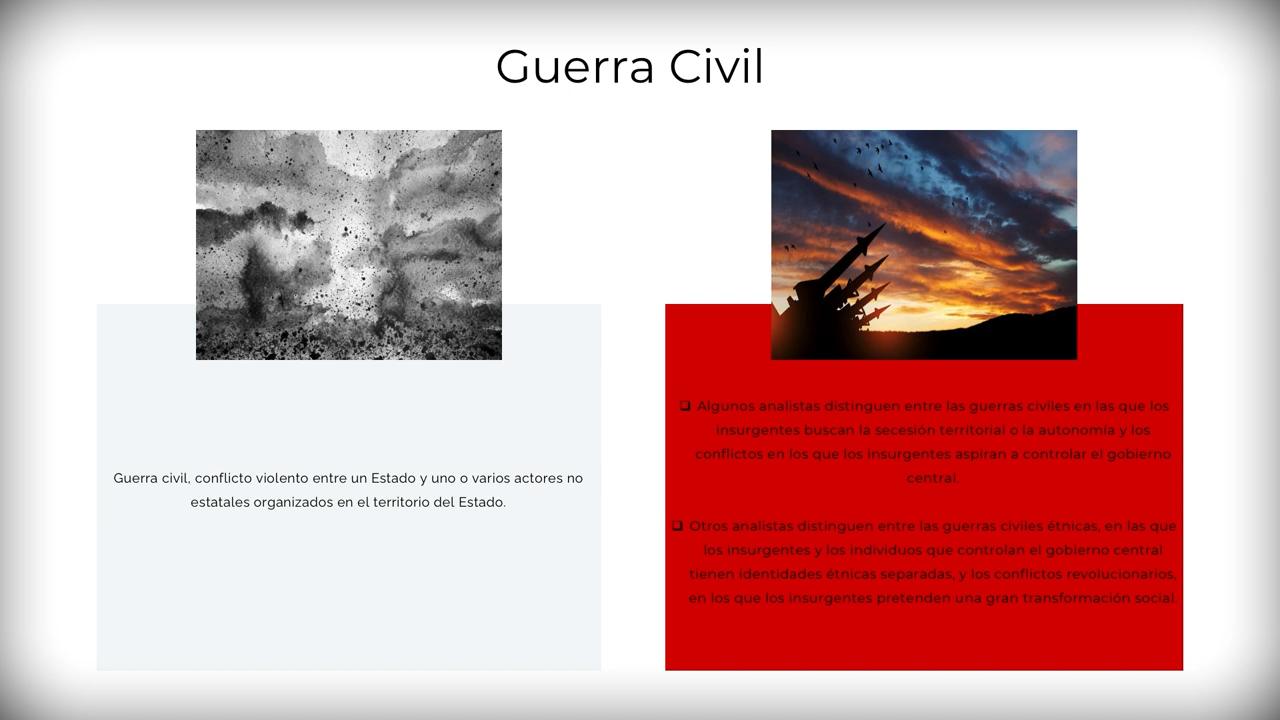 Guerra Civil
Guerra civil, conflicto violento entre un Estado y uno o varios actores no
estatales organizados en el territorio del Estado.
❑ Algunos analistas distinguen entre las guerras civiles en las que los
insurgentes buscan la secesión territorial o la autonomía y los
conflictos en los que los insurgentes aspiran a controlar el gobierno
central.
❑ Otros analistas distinguen entre las guerras civiles étnicas, en las que
los insurgentes y los individuos que controlan el gobierno central
tienen identidades étnicas separadas, y los conflictos revolucionarios,
en los que los insurgentes pretenden una gran transformación social.